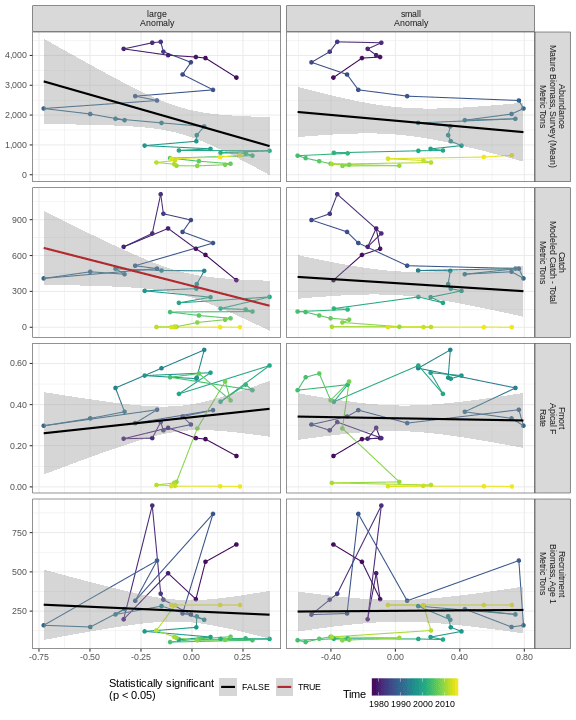 large
Anomaly
small
Anomaly
4,000
3,000
2,000
1,000
0
Abundance
Mature Biomass, Survey (Mean)
Metric Tons
900
600
300
0
Catch
Modeled Catch - Total
Metric Tons
0.60
0.40
0.20
0.00
Fmort
Apical F
Rate
750
500
250
Recruitment
Biomass, Age 1
Metric Tons
-0.75
-0.50
-0.25
0.00
0.25
-0.40
0.00
0.40
0.80
Statistically significant
(p < 0.05)
FALSE
TRUE
Time
1980 1990 2000 2010